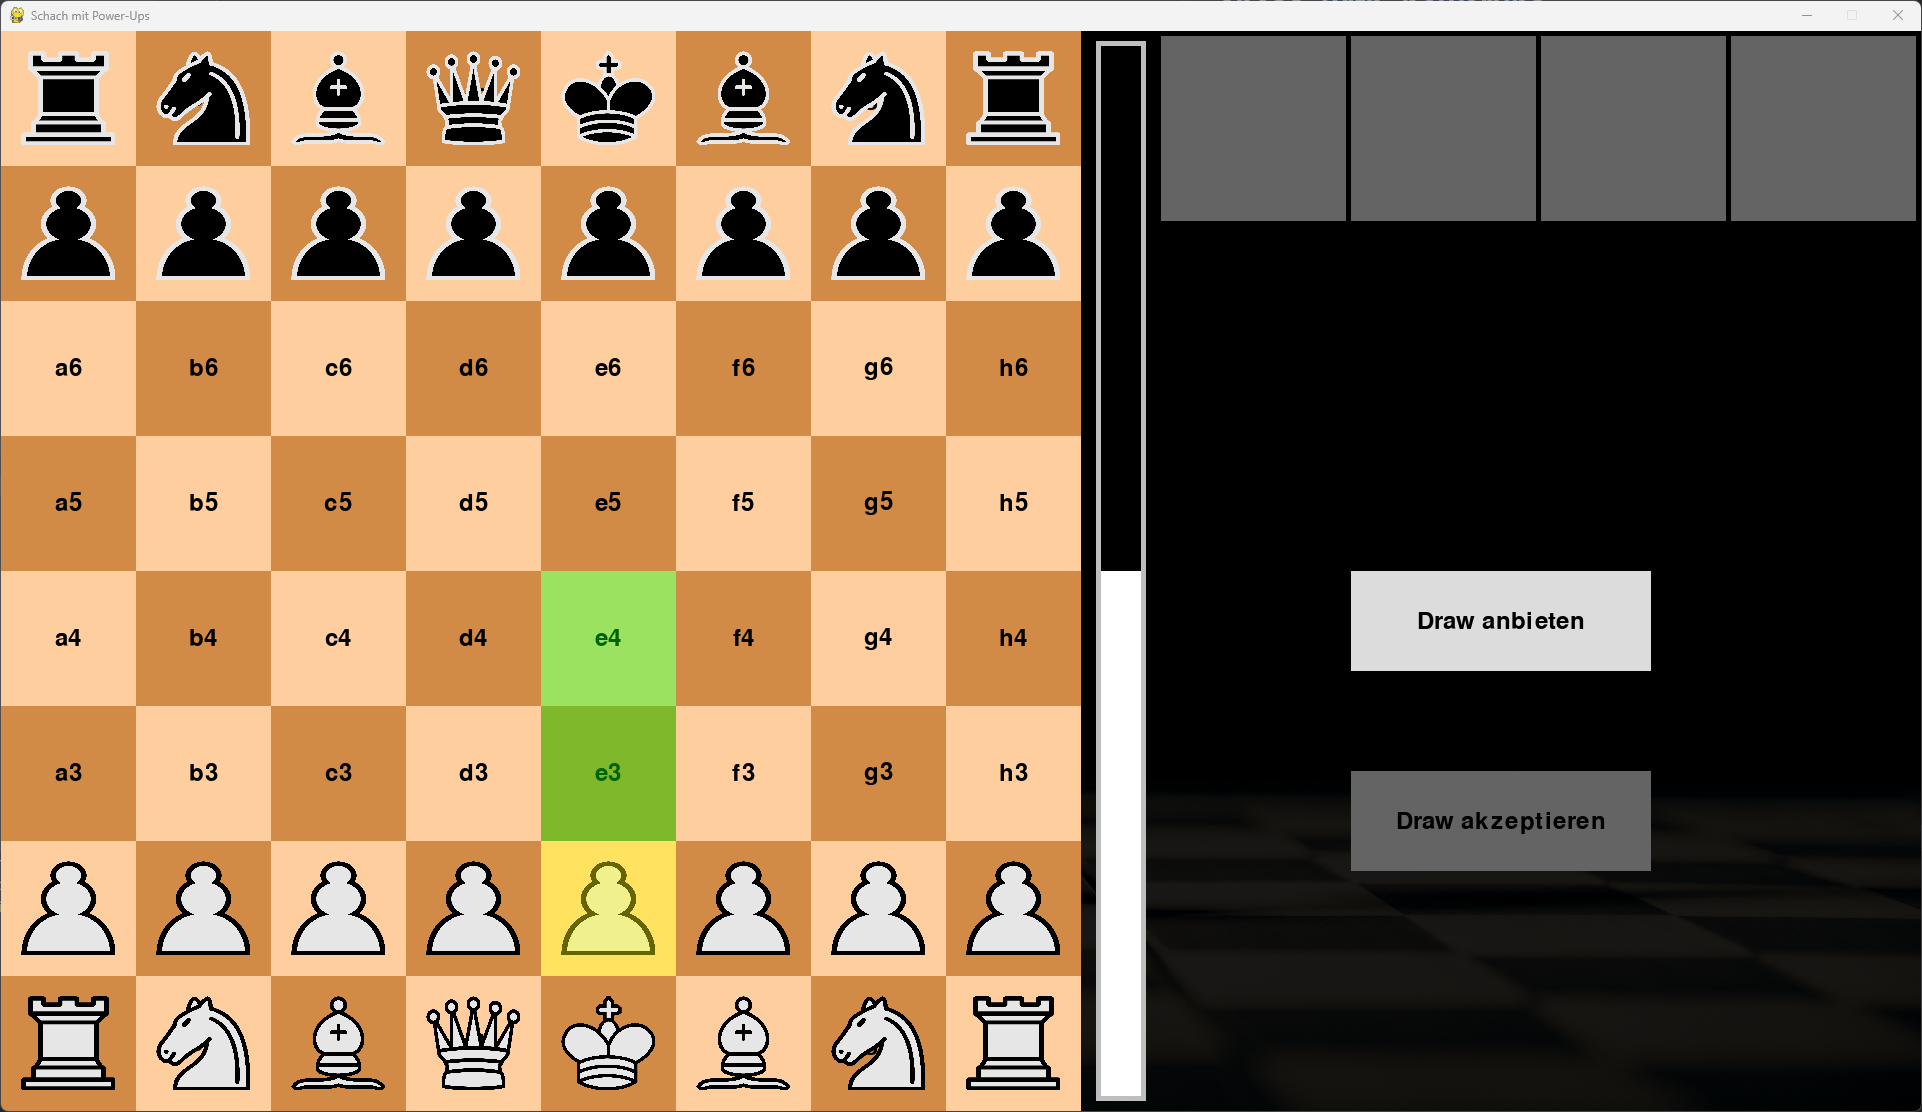 Schach mit Power-Ups
a6 b6 c6 d6 e6 f6 g6 h6
a5 b5 c5 d5 e5 f5 g5 h5
a4 b4 c4 d4 e4 f4 g4 h4
Draw anbieten
a3 b3 c3 d3 e3 f3 g3 h3
Draw akzeptieren